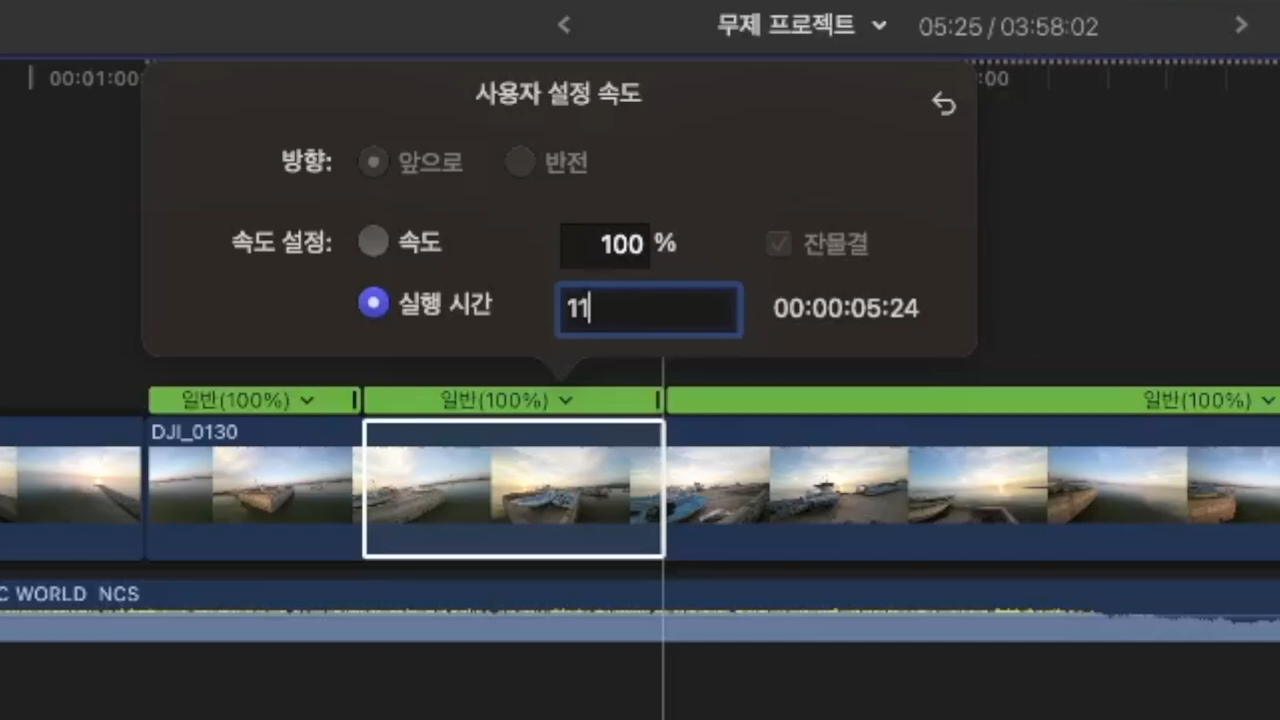 무제 프로젝트 05:25 / 03:58:02
00:01:00 :00
사용자 설정 속도
방향: 앞으로 반전
속도 설정: 속도 100 % 잔물결
실행 시간 11 00:00:05:24
일반(100%) 일반(100%) 일반(100%)
DJI_0130
C WORLD NCS